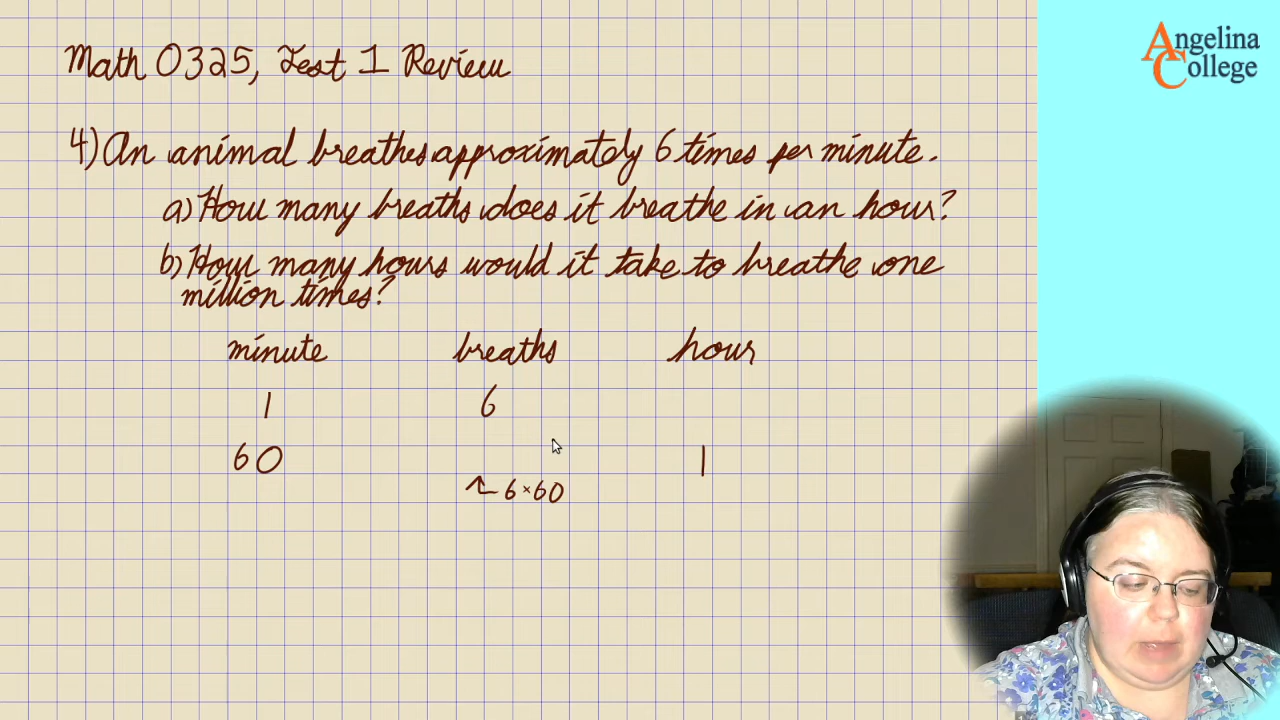 Math 0325, Test 1 Review
Angelina
College
4) An animal breathes approximately 6 times per minute.
a) How many breaths does it breathe in an hour?
b) How many hours would it take to breathe one
million times?
minute breaths hour
1 6
60 1
6×60